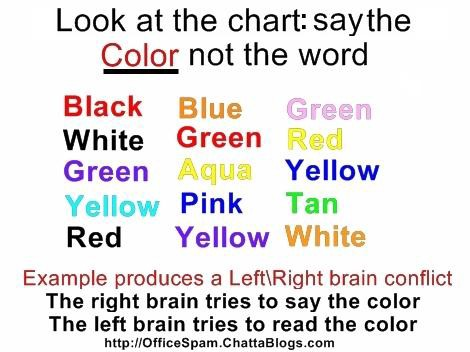 Look at the chart: say the
Color not the word
Black Blue Green
White Green Red
Green Aqua Yellow
Yellow Pink Tan
Red Yellow White
Example produces a Left\Right brain conflict
The right brain tries to say the color
The left brain tries to read the color
http://OfficeSpam.ChattaBlogs.com